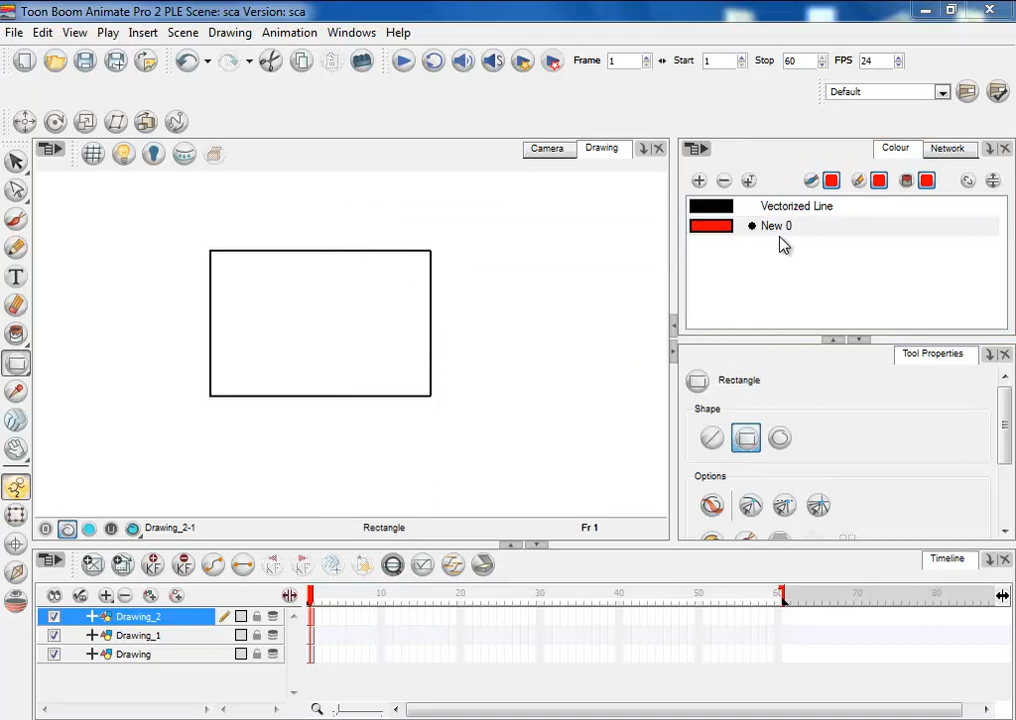 Toon Boom Animate Pro 2 PLE Scene: sca Version: sca
File Edit View Play Insert Scene Drawing Animation Windows Help
Frame 1 Start 1 Stop 60 FPS 24
Default
Camera Drawing
Colour Network
Vectorized Line
New 0
Tool Properties
Rectangle
Shape
Options
Drawing_2-1 Rectangle Fr 1
Timeline
10 20 30 40 50 60 70 80
Drawing_2
Drawing_1
Drawing